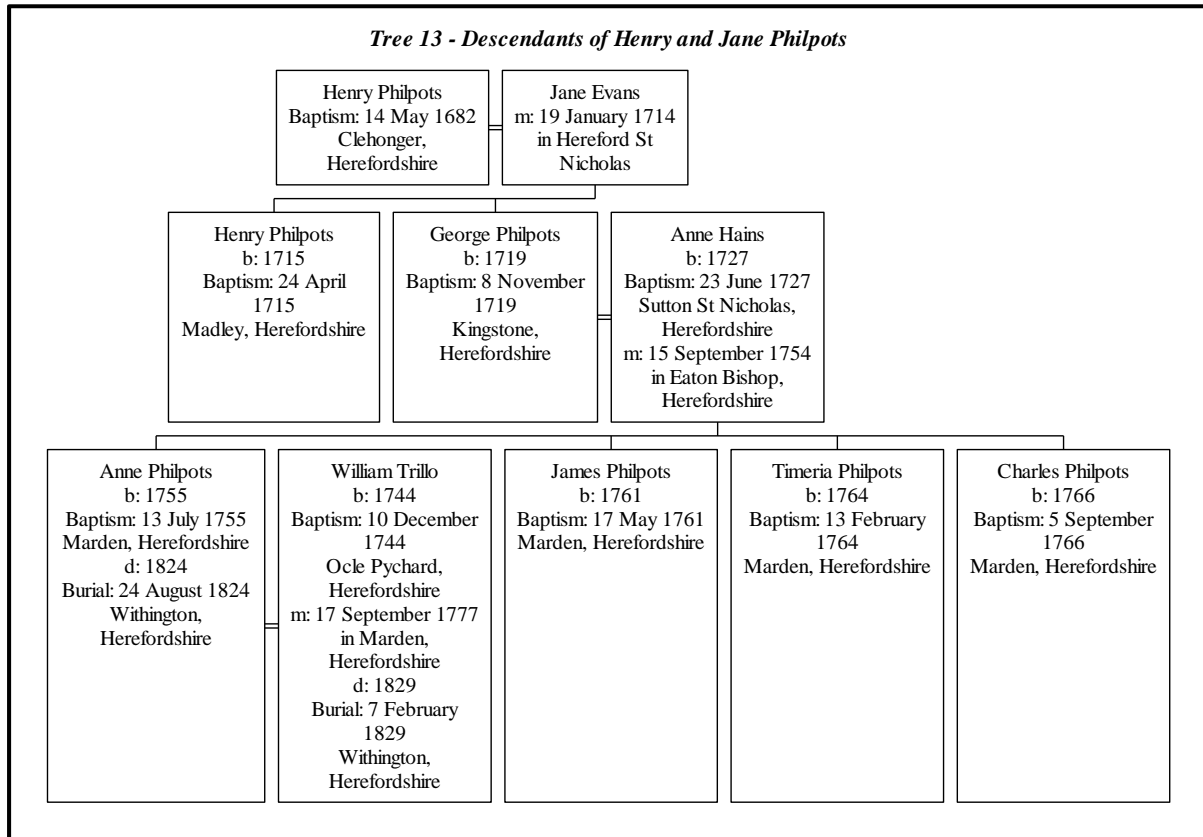 Tree 13 - Descendants of Henry and Jane Philpots
Henry Philpots
Baptism: 14 May 1682
Clehonger,
Herefordshire
Jane Evans
m: 19 January 1714
in Hereford St
Nicholas
Henry Philpots
b: 1715
Baptism: 24 April
1715
Madley, Herefordshire
George Philpots
b: 1719
Baptism: 8 November
1719
Kingstone,
Herefordshire
Anne Hains
b: 1727
Baptism: 23 June 1727
Sutton St Nicholas,
Herefordshire
m: 15 September 1754
in Eaton Bishop,
Herefordshire
Anne Philpots
b: 1755
Baptism: 13 July 1755
Marden, Herefordshire
d: 1824
Burial: 24 August 1824
Withington,
Herefordshire
William Trillo
b: 1744
Baptism: 10 December
1744
Ocle Pychard,
Herefordshire
m: 17 September 1777
in Marden,
Herefordshire
d: 1829
Burial: 7 February
1829
Withington,
Herefordshire
James Philpots
b: 1761
Baptism: 17 May 1761
Marden, Herefordshire
Timeria Philpots
b: 1764
Baptism: 13 February
1764
Marden, Herefordshire
Charles Philpots
b: 1766
Baptism: 5 September
1766
Marden, Herefordshire